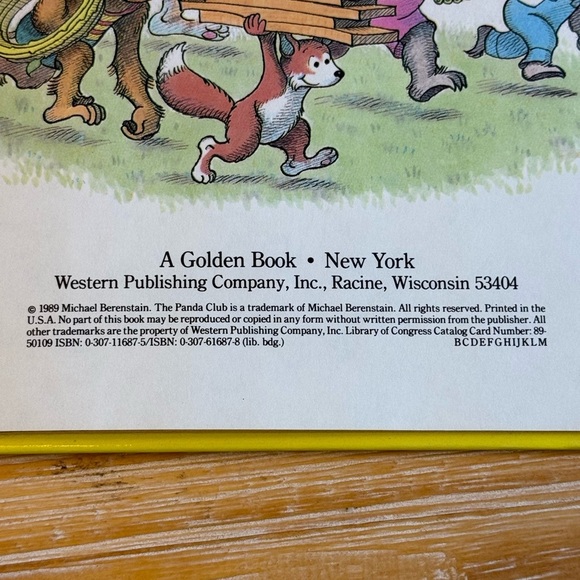 A Golden Book • New York
Western Publishing Company, Inc., Racine, Wisconsin 53404
© 1989 Michael Berenstain. The Panda Club is a trademark of Michael Berenstain. All rights reserved. Printed in the
U.S.A. No part of this book may be reproduced or copied in any form without written permission from the publisher. All
other trademarks are the property of Western Publishing Company, Inc. Library of Congress Catalog Card Number: 89-
50109 ISBN: 0-307-11687-5/ISBN: 0-307-61687-8 (lib. bdg.) BCDEFGHIJKLM